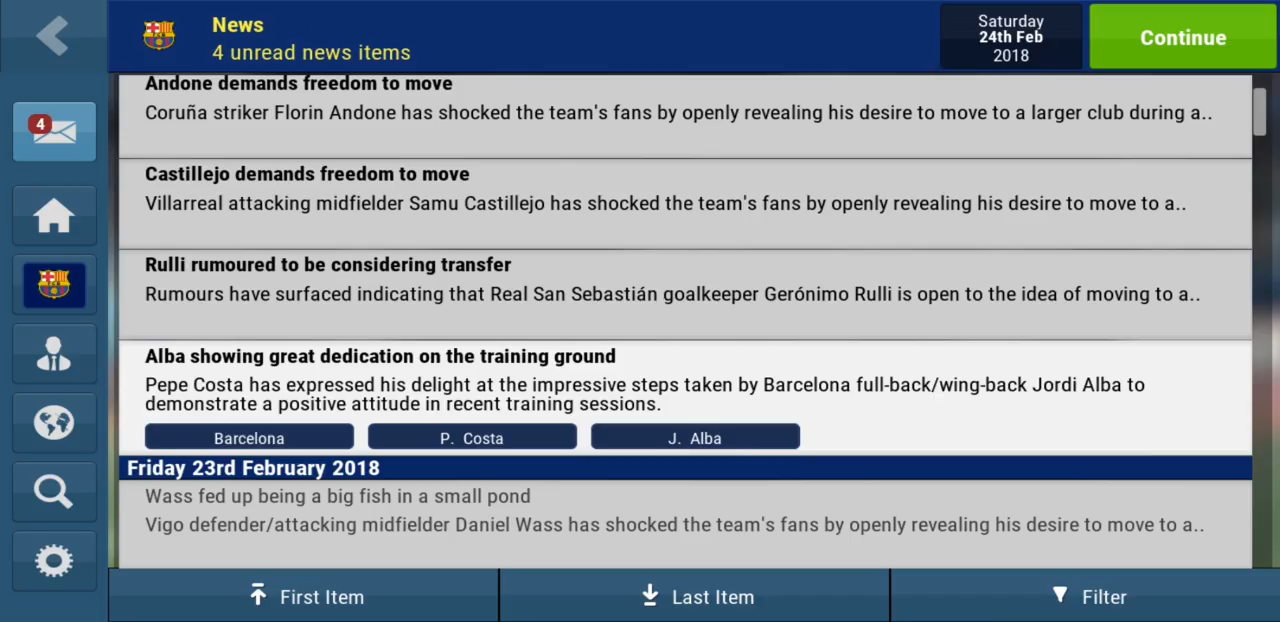 News
4 unread news items
Saturday
24th Feb
2018
Continue
4
Andone demands freedom to move
Coruña striker Florin Andone has shocked the team's fans by openly revealing his desire to move to a larger club during a..
Castillejo demands freedom to move
Villarreal attacking midfielder Samu Castillejo has shocked the team's fans by openly revealing his desire to move to a..
Rulli rumoured to be considering transfer
Rumours have surfaced indicating that Real San Sebastián goalkeeper Gerónimo Rulli is open to the idea of moving to a..
Alba showing great dedication on the training ground
Pepe Costa has expressed his delight at the impressive steps taken by Barcelona full-back/wing-back Jordi Alba to
demonstrate a positive attitude in recent training sessions.
Barcelona
P. Costa
J. Alba
Friday 23rd February 2018
Wass fed up being a big fish in a small pond
Vigo defender/attacking midfielder Daniel Wass has shocked the team's fans by openly revealing his desire to move to a..
First Item
Last Item
Filter